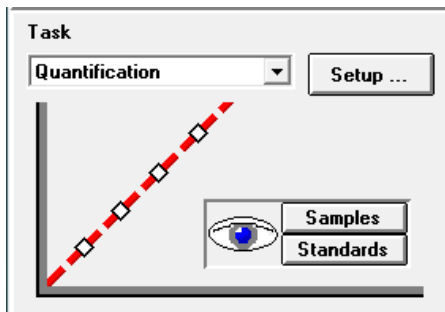 Task
Quantification
Setup ...
Samples
Standards